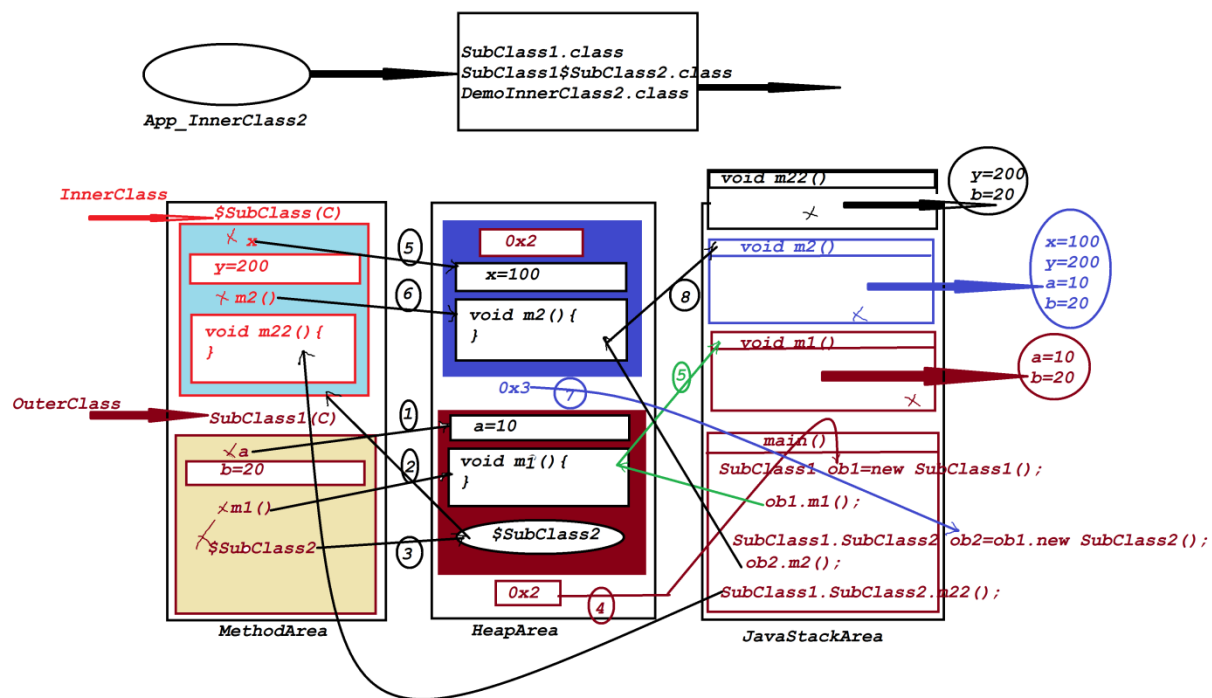 SubClass1.class
SubClass1$SubClass2.class
DemoInnerClass2.class
App_InnerClass2
InnerClass
$SubClass(C)
x
y=200
m2()
void m22(){
}
OuterClass
SubClass1(C)
a
b=20
m1()
$SubClass2
MethodArea
5
6
1
2
3
0x2
x=100
void m2(){
}
0x3
7
a=10
void m1(){
}
$SubClass2
0x2
4
HeapArea
8
5
void m22()
y=200
b=20
void m2()
x=100
y=200
a=10
b=20
void m1()
a=10
b=20
main()
SubClass1 ob1=new SubClass1();
ob1.m1();
SubClass1.SubClass2 ob2=ob1.new SubClass2();
ob2.m2();
SubClass1.SubClass2.m22();
JavaStackArea